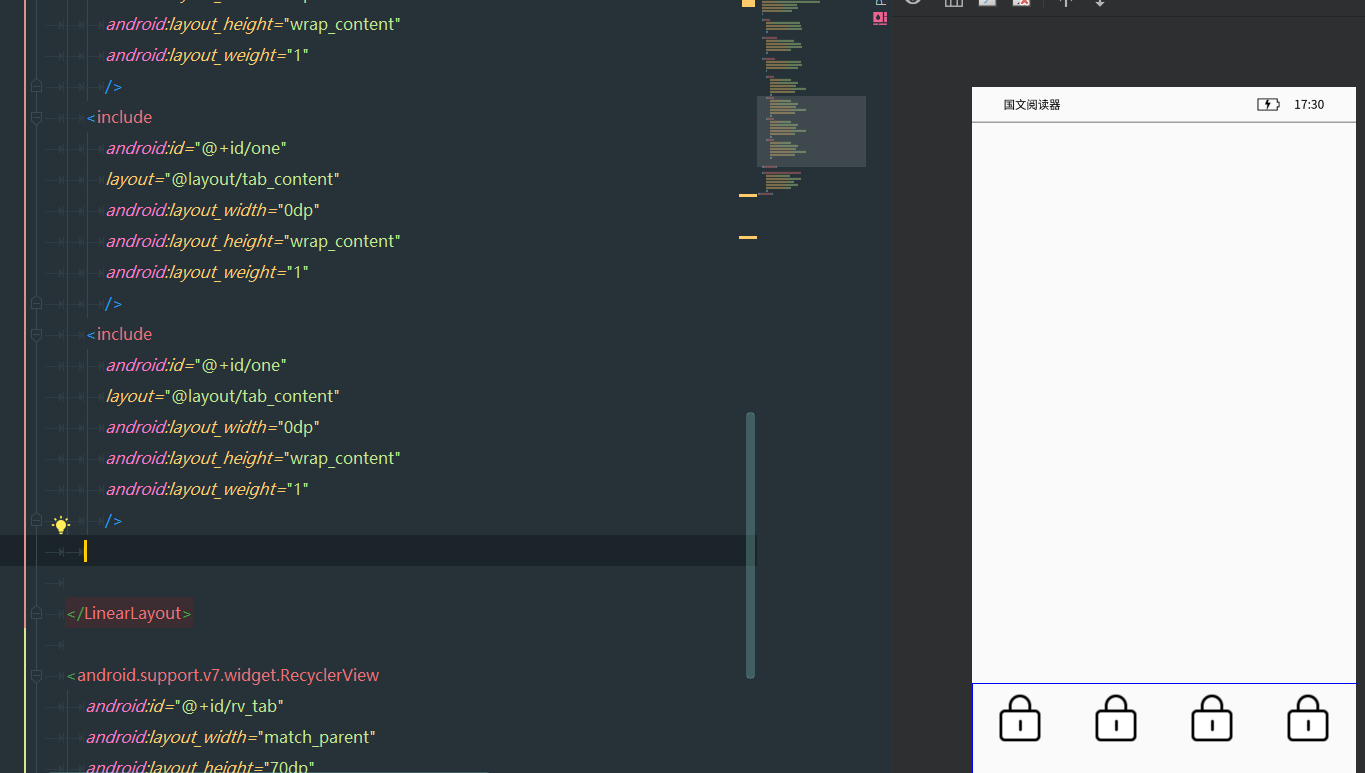 android:layout_height="wrap_content"
android:layout_weight="1"
/>
<include
android:id="@+id/one"
layout="@layout/tab_content"
android:layout_width="0dp"
android:layout_height="wrap_content"
android:layout_weight="1"
/>
<include
android:id="@+id/one"
layout="@layout/tab_content"
android:layout_width="0dp"
android:layout_height="wrap_content"
android:layout_weight="1"
/>
</LinearLayout>
<android.support.v7.widget.RecyclerView
android:id="@+id/rv_tab"
android:layout_width="match_parent"
android:layout_height="70dp"
国文阅读器 17:30